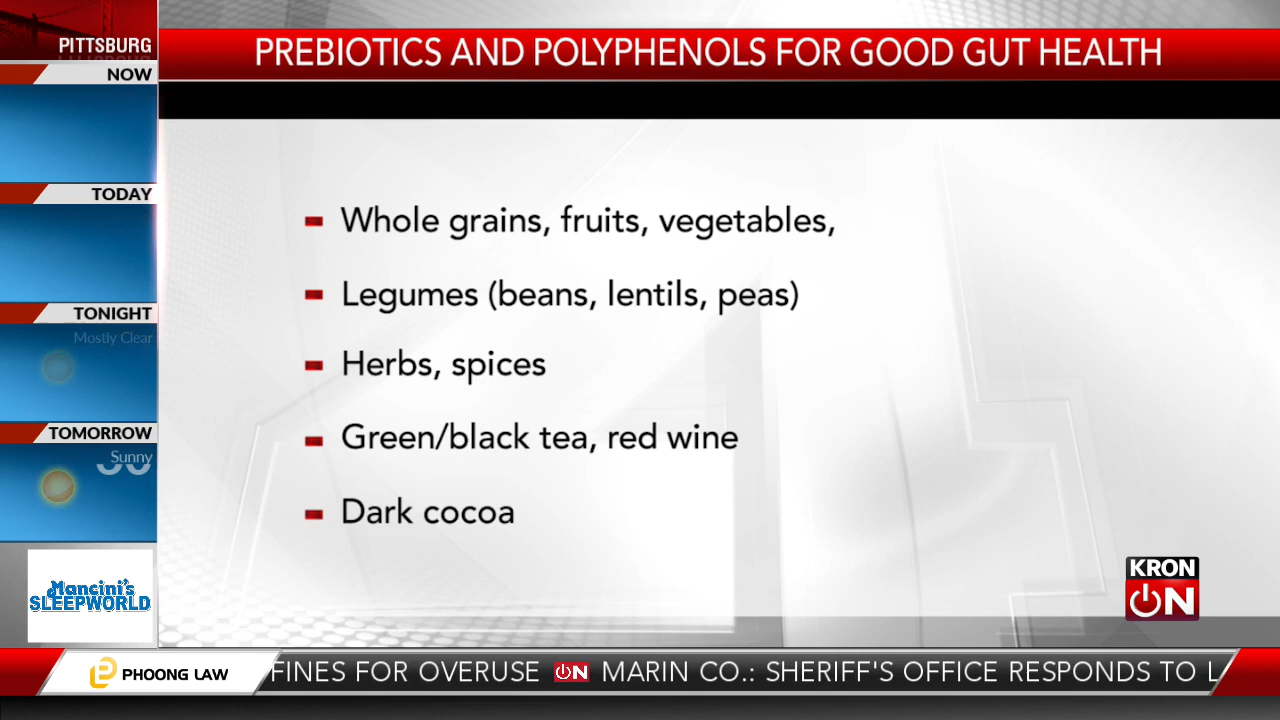 PITTSBURG
NOW
TODAY
TONIGHT
Mostly Clear
TOMORROW
Sunny
Mancini's
SLEEPWORLD
PREBIOTICS AND POLYPHENOLS FOR GOOD GUT HEALTH
Whole grains, fruits, vegetables,
Legumes (beans, lentils, peas)
Herbs, spices
Green/black tea, red wine
Dark cocoa
KRON
ON
PHOONG LAW
FINES FOR OVERUSE ON MARIN CO.: SHERIFF'S OFFICE RESPONDS TO